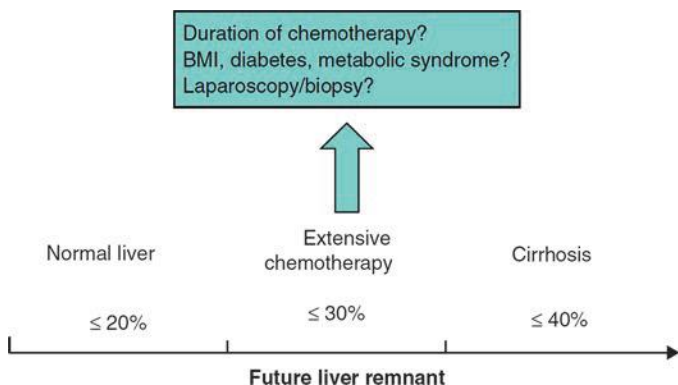 Duration of chemotherapy?
BMI, diabetes, metabolic syndrome?
Laparoscopy/biopsy?
Normal liver
Extensive
chemotherapy
Cirrhosis
≤ 20%
≤ 30%
≤ 40%
Future liver remnant